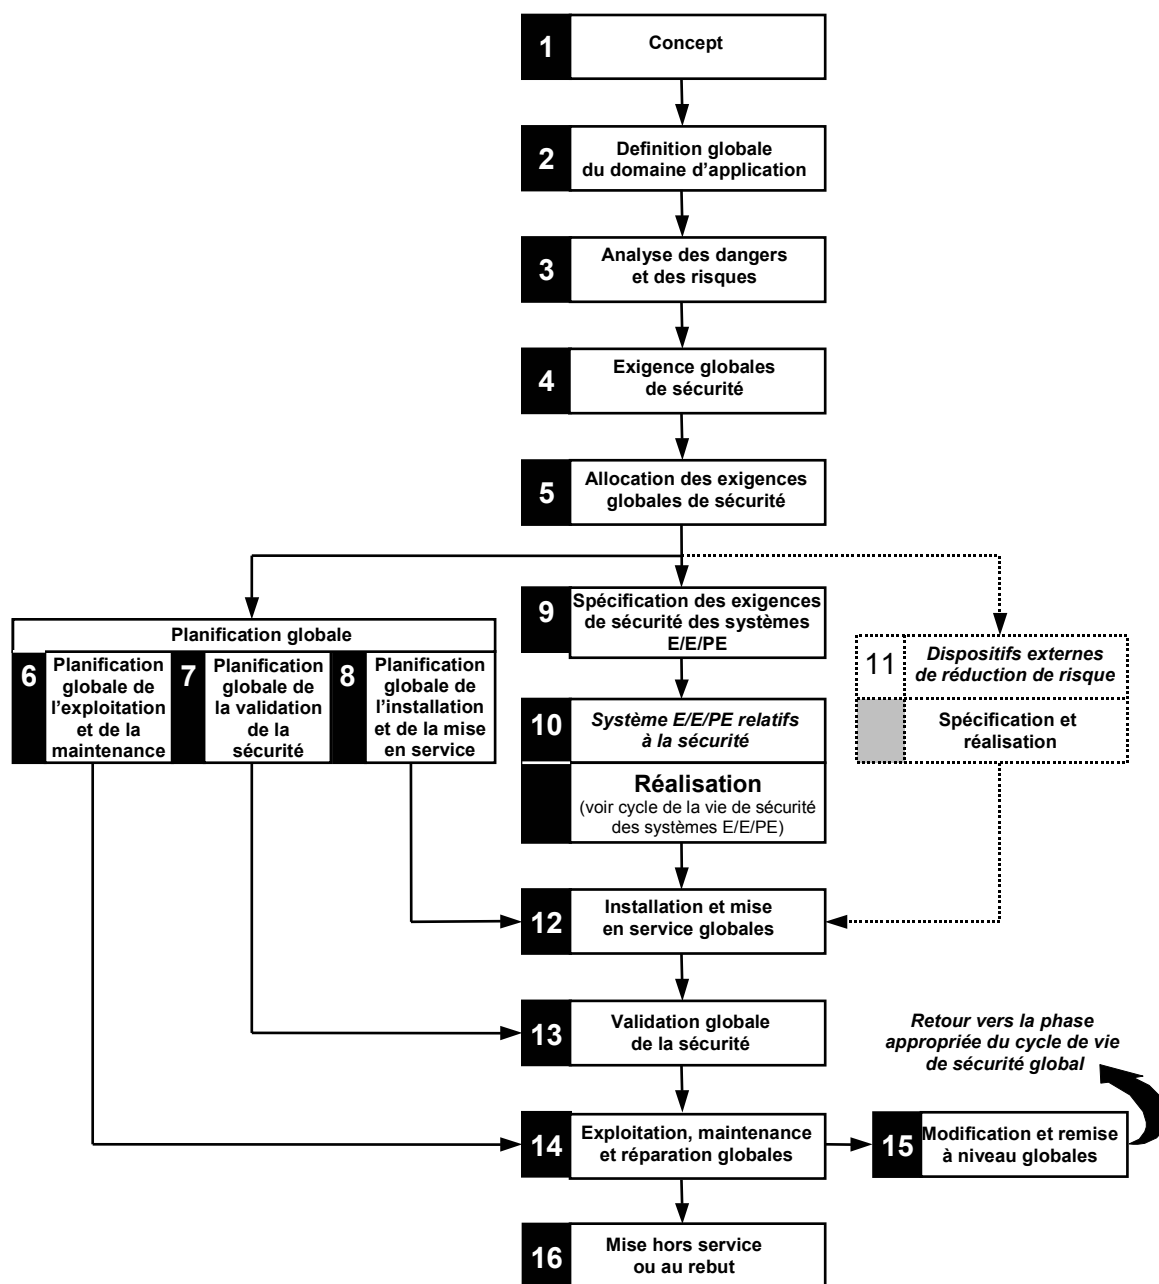 1
Concept
2
Definition globale
du domaine d'application
3
Analyse des dangers
et des risques
4
Exigence globales
de sécurité
5
Allocation des exigences
globales de sécurité
Planification globale
6
Planification
globale de
l'exploitation
et de la
maintenance
7
Planification
globale de
la validation
de la
sécurité
8
Planification
globale de
l'installation
et de la mise
en service
9
Spécification des exigences
de sécurité des systèmes
E/E/PE
10
Système E/E/PE relatifs
à la sécurité
Réalisation
(voir cycle de la vie de sécurité
des systèmes E/E/PE)
11
Dispositifs externes
de réduction de risque
Spécification et
réalisation
12
Installation et mise
en service globales
13
Validation globale
de la sécurité
Retour vers la phase
appropriée du cycle de vie
de sécurité global
14
Exploitation, maintenance
et réparation globales
15
Modification et remise
à niveau globales
16
Mise hors service
ou au rebut